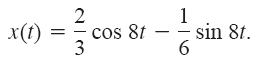 x(t) = 2/3 cos 8t − 1/6 sin 8t.